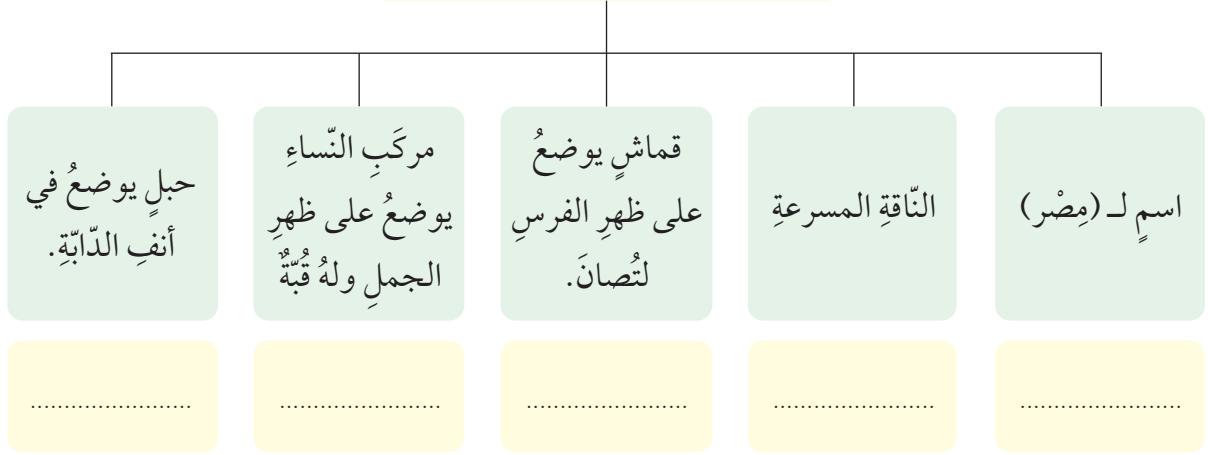 اسمٍ لـ (مِصْر)
النّاقةِ المسرعةِ
قماشٍ يوضعُ
على ظهرِ الفرسِ
لتُصانَ.
مركَبِ النّساءِ
يوضعُ على ظهرِ
الجملِ ولهُ قُبّةٌ
حبلٍ يوضعُ في
أنفِ الدّابّةِ.
........................
........................
........................
........................
........................